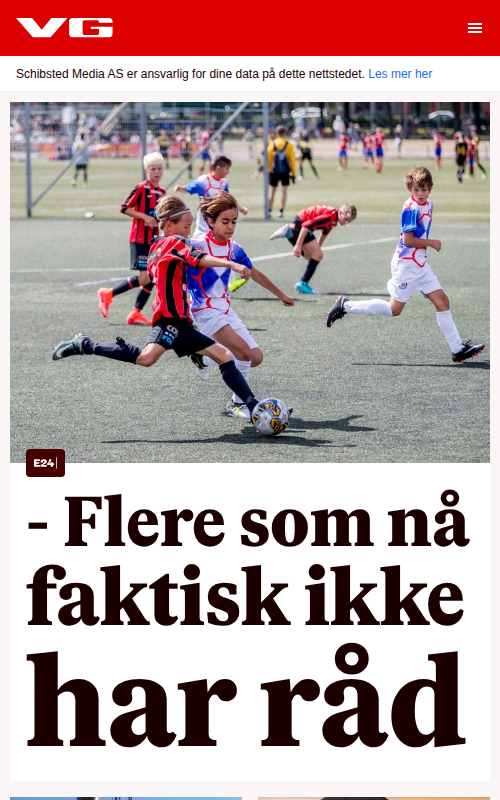 VG
Schibsted Media AS er ansvarlig for dine data på dette nettstedet. Les mer her
E24
- Flere som nå
faktisk ikke
har råd